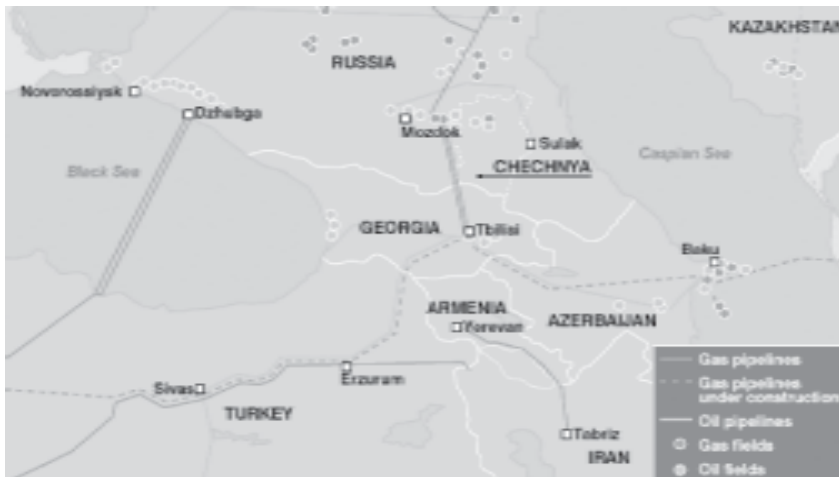 KAZAKHSTAN
RUSSIA
Novorossiysk
Dzhubga
Mozdok
Sulak
Black Sea
Caspian Sea
CHECHNYA
GEORGIA
Tbilisi
Baku
ARMENIA
Yerevan
AZERBAIJAN
Erzurum
Sivas
TURKEY
Tabriz
IRAN
Gas pipelines
Gas pipelines
under construction
Oil pipelines
Gas fields
Oil fields